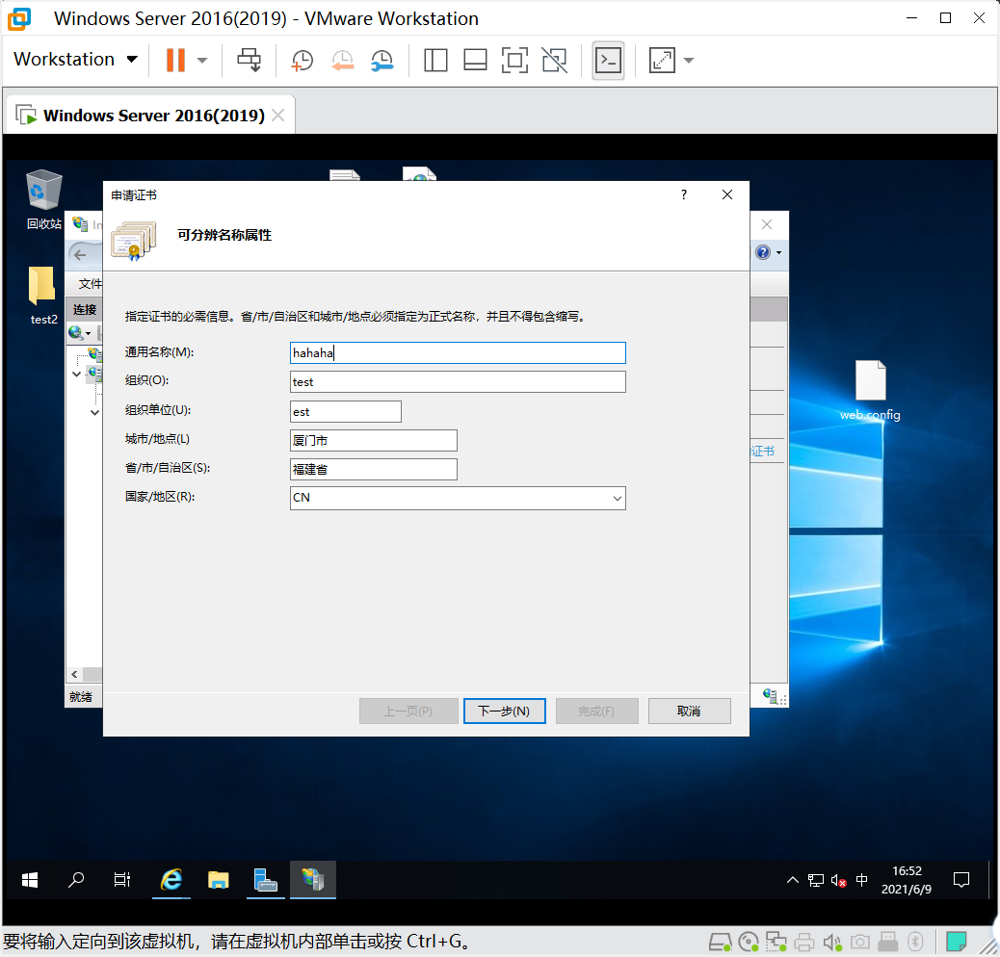 Windows Server 2016(2019) - VMware Workstation
Workstation
Windows Server 2016(2019)
回收站
test2
申请证书
?
可分辨名称属性
文件
连接
指定证书的必需信息。省/市/自治区和城市/地点必须指定为正式名称，并且不得包含缩写。
通用名称(M):
hahaha
组织(O):
test
组织单位(U):
est
城市/地点(L)
厦门市
省/市/自治区(S):
福建省
国家/地区(R):
CN
证书
web.config
就绪
上一页(P)
下一步(N)
完成(F)
取消
中
16:52
2021/6/9
要将输入定向到该虚拟机，请在虚拟机内部单击或按 Ctrl+G。